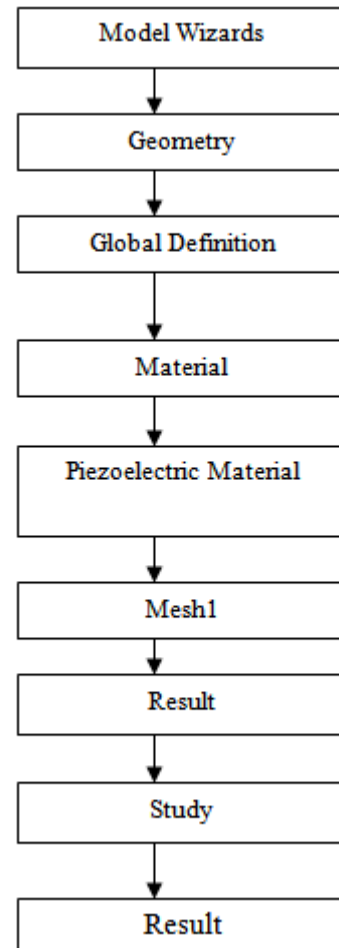 Model Wizards
Geometry
Global Definition
Material
Piezoelectric Material
Mesh1
Result
Study
Result